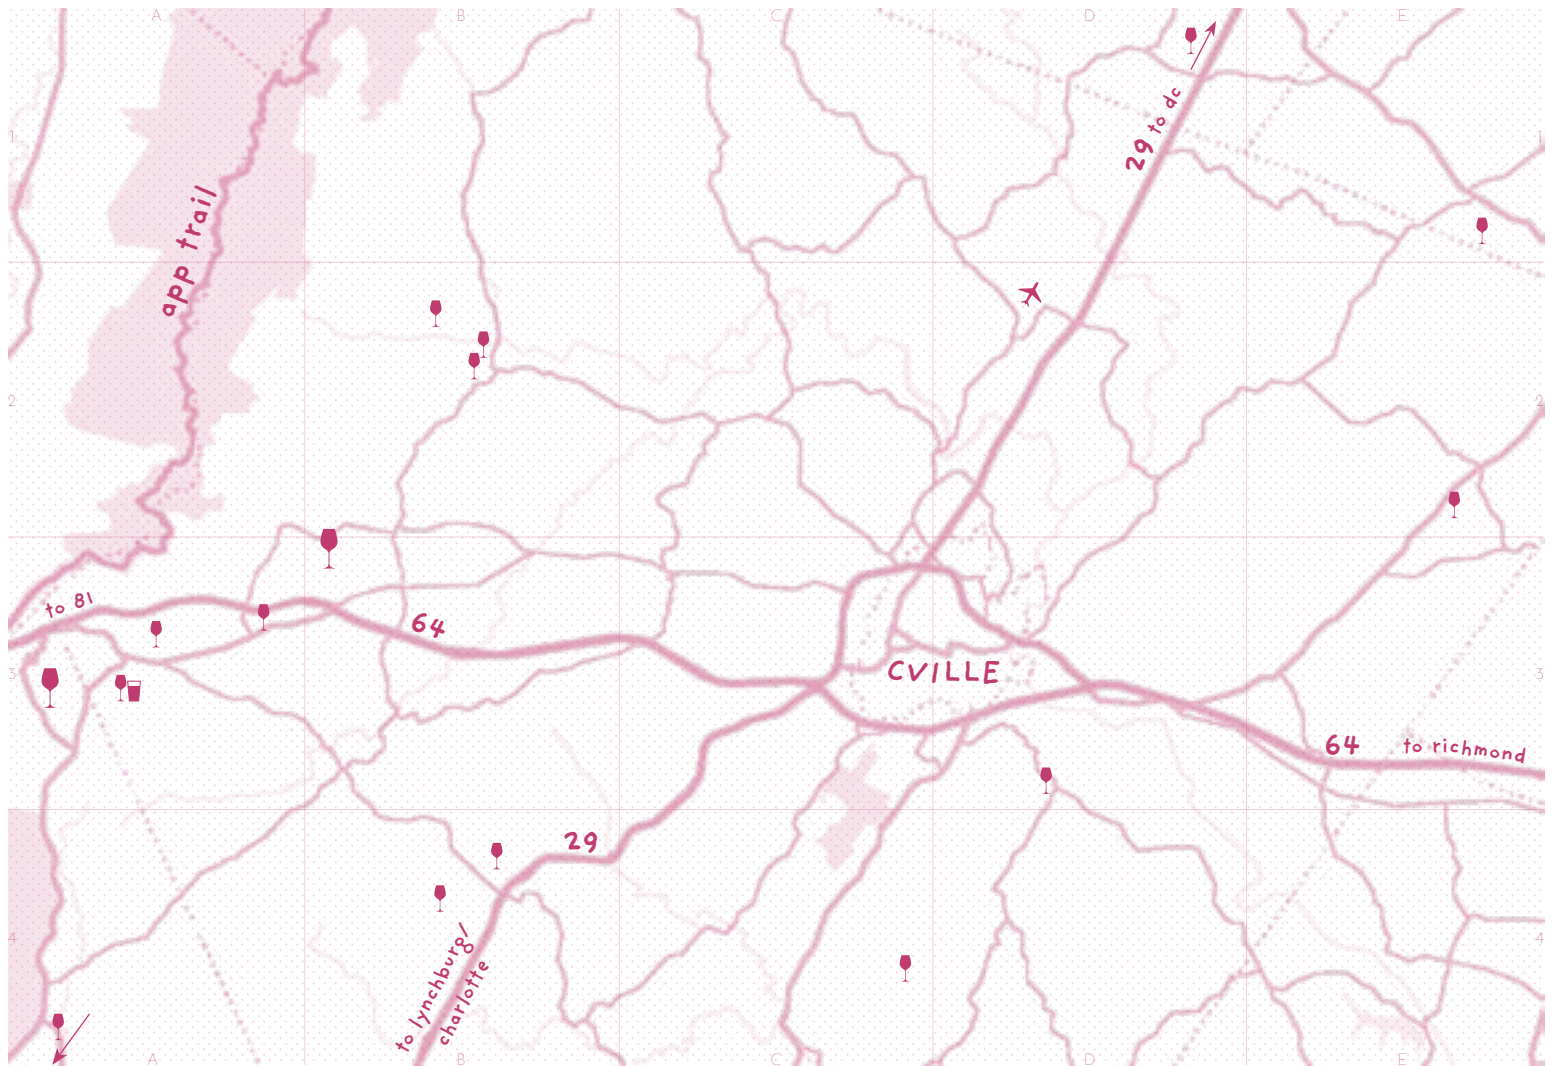 A B C D E
1 1
29 to dc
app trail
2 2
to 81
64
3 3
CVILLE
64
to richmond
29
4 4
to lynchburg/
charlotte
A B C D E